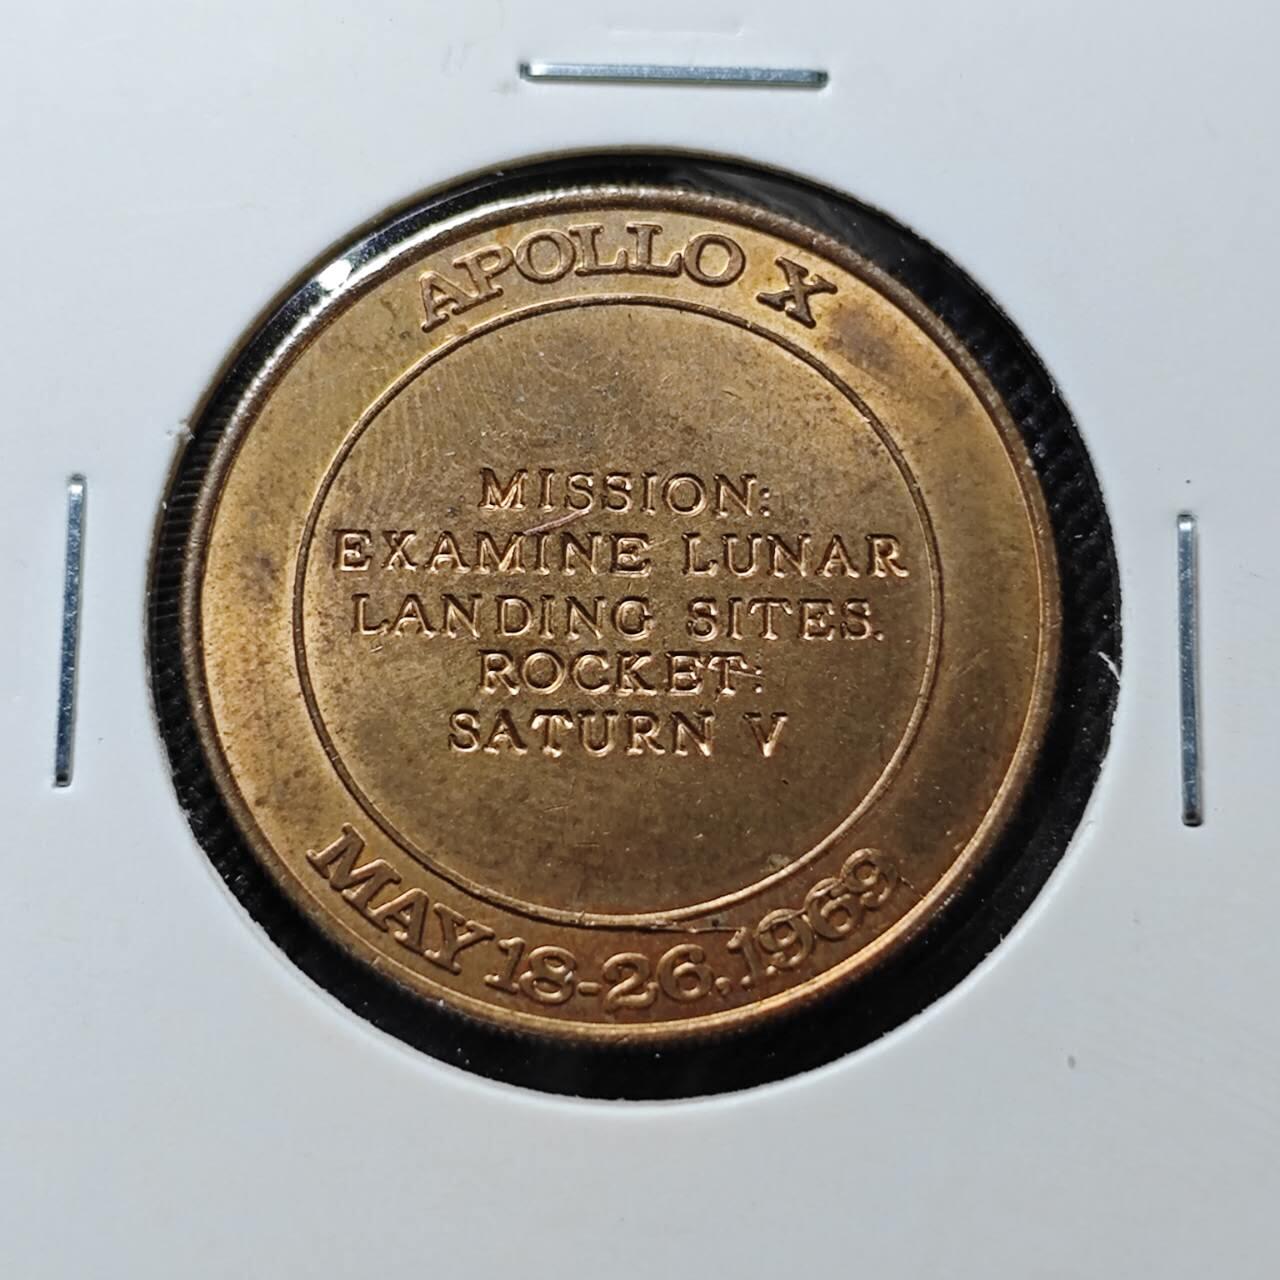 APOLLO X
MISSION:
EXAMINE LUNAR
LANDING SITES.
ROCKET:
SATURN V
MAY 18-26, 1969